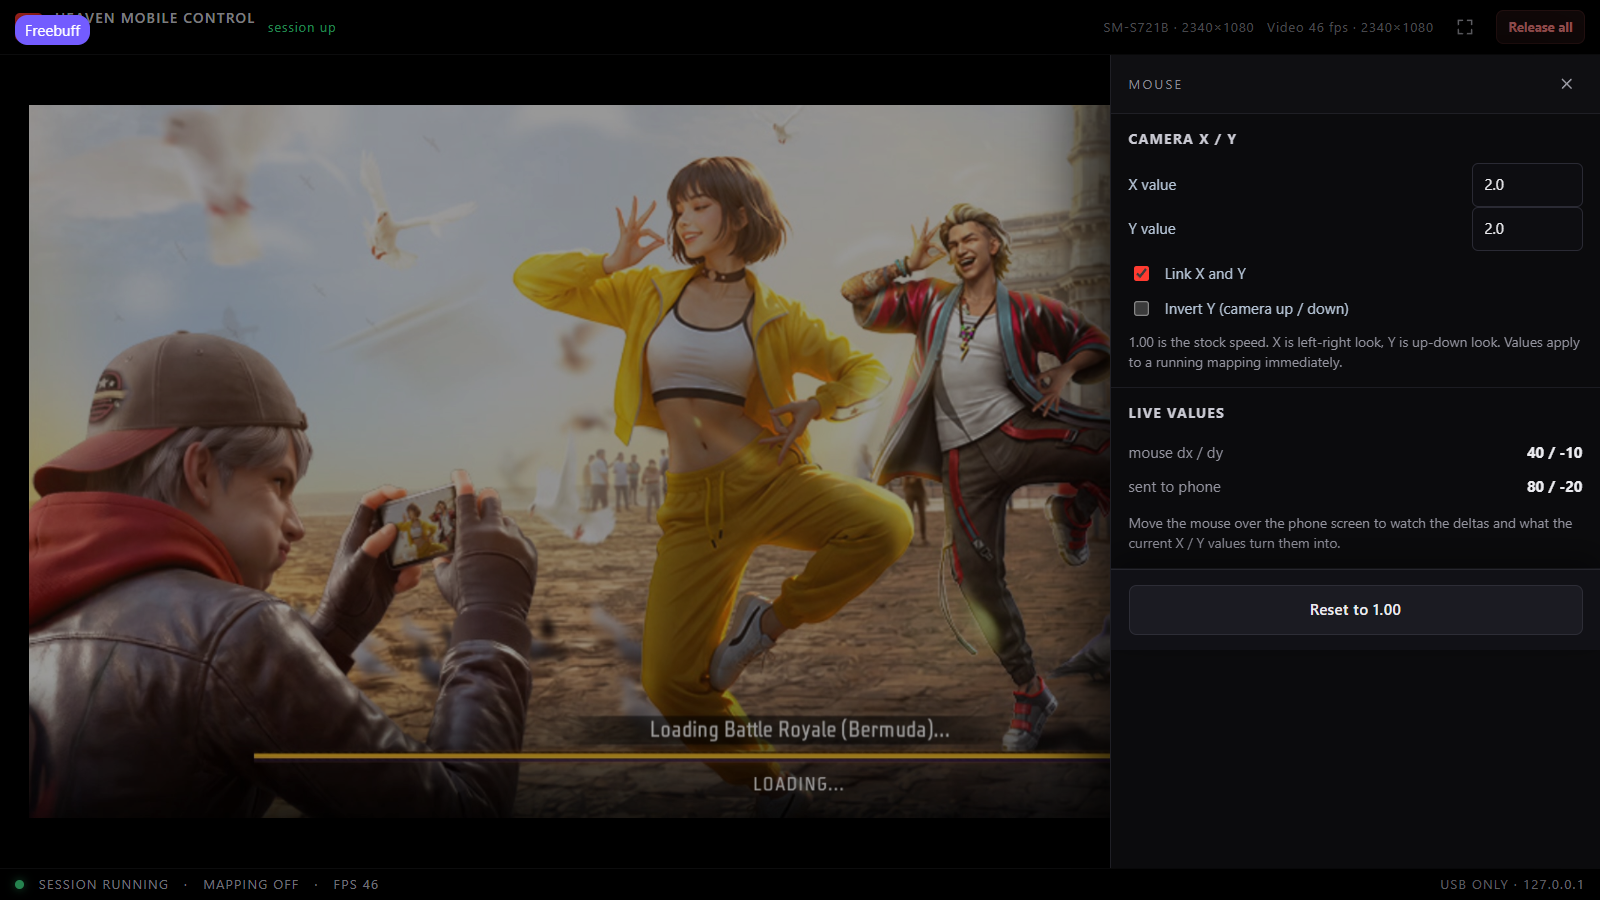 Freebuff
HEAVEN MOBILE CONTROL
session up
SM-S721B · 2340×1080 Video 46 fps · 2340×1080
Release all
MOUSE
CAMERA X / Y
X value 2.0
Y value 2.0
Link X and Y
Invert Y (camera up / down)
1.00 is the stock speed. X is left-right look, Y is up-down look. Values apply
to a running mapping immediately.
LIVE VALUES
mouse dx / dy 40 / -10
sent to phone 80 / -20
Move the mouse over the phone screen to watch the deltas and what the
current X / Y values turn them into.
Reset to 1.00
Loading Battle Royale (Bermuda)...
LOADING...
SESSION RUNNING · MAPPING OFF · FPS 46
USB ONLY · 127.0.0.1